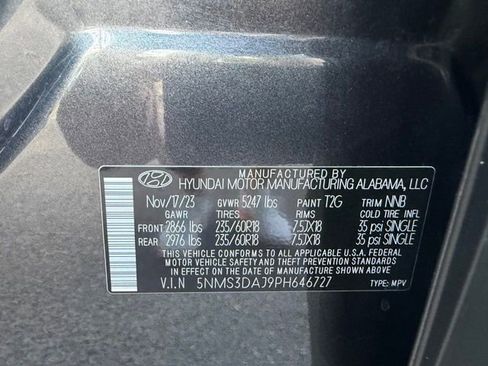 MANUFACTURED BY
HYUNDAI MOTOR MANUFACTURING ALABAMA, LLC
Nov/17/23 GVWR 5247 lbs PAINT T2G TRIM NNB
GAWR TIRES RIMS COLD TIRE INFL
FRONT 2866 lbs 235/60R18 7.5JX18 35 psi SINGLE
REAR 2976 lbs 235/60R18 7.5JX18 35 psi SINGLE
THIS VEHICLE CONFORMS TO ALL APPLICABLE U.S.A. FEDERAL
MOTOR VEHICLE SAFETY, BUMPER, AND THEFT PREVENTION
STANDARDS IN EFFECT ON THE DATE OF MANUFACTURE SHOWN ABOVE.
V.I.N 5NMS3DAJ9PH646727 TYPE: MPV